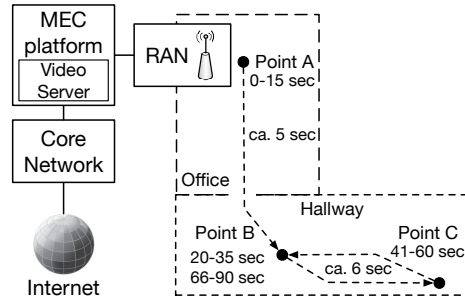 MEC
platform
Video
Server
RAN
Core
Network
Internet
Point A
0-15 sec
ca. 5 sec
Office
Hallway
Point B
20-35 sec
66-90 sec
ca. 6 sec
Point C
41-60 sec